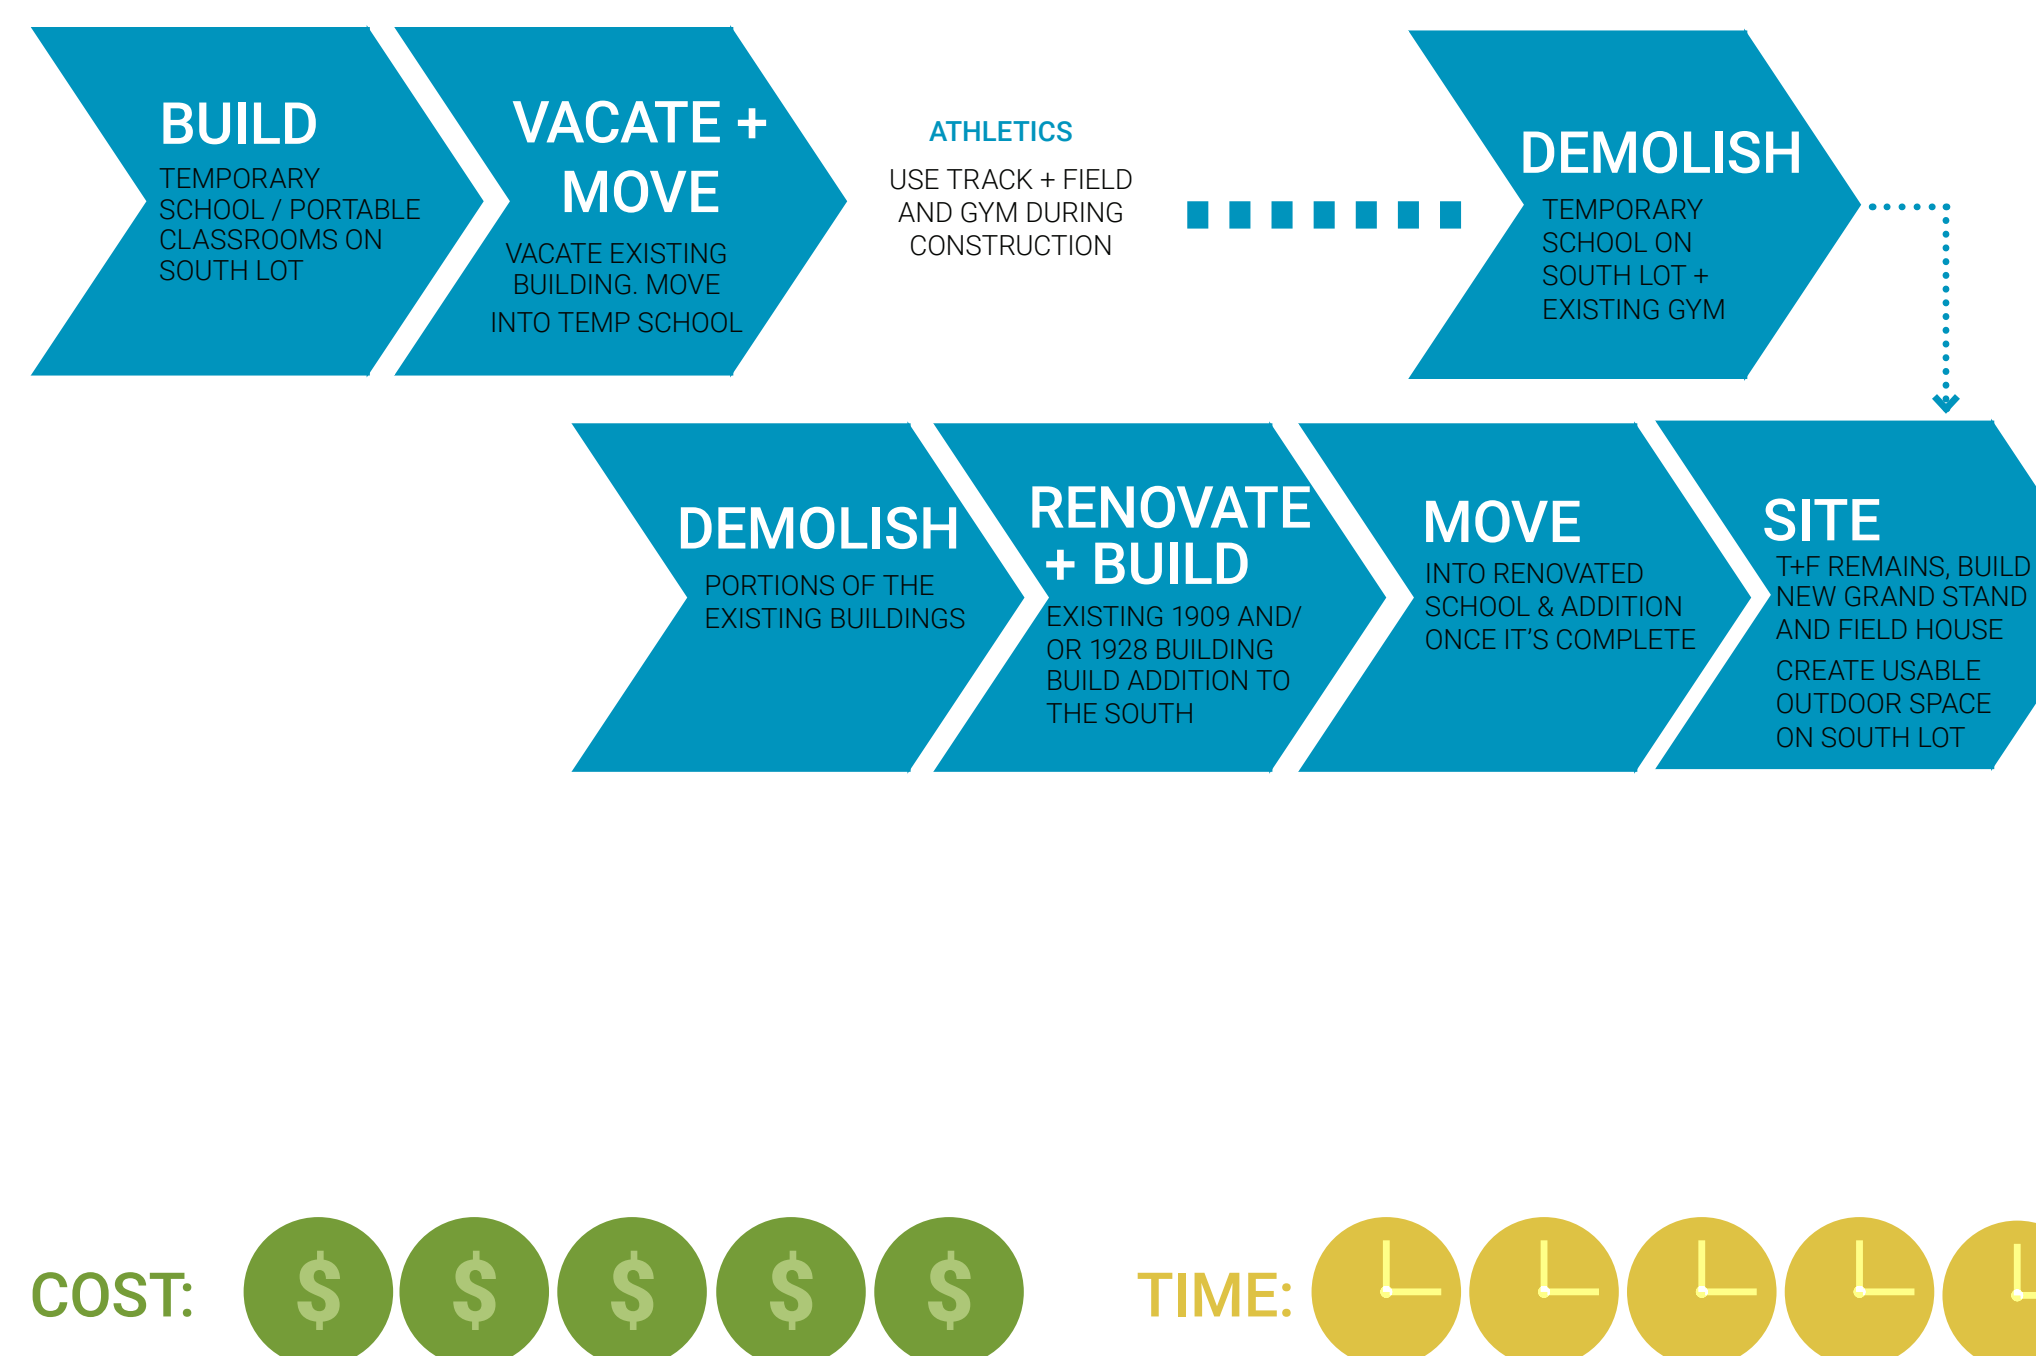 BUILD
TEMPORARY
SCHOOL / PORTABLE
CLASSROOMS ON
SOUTH LOT
VACATE +
MOVE
VACATE EXISTING
BUILDING. MOVE
INTO TEMP SCHOOL
ATHLETICS
USE TRACK + FIELD
AND GYM DURING
CONSTRUCTION
DEMOLISH
TEMPORARY
SCHOOL ON
SOUTH LOT +
EXISTING GYM
DEMOLISH
PORTIONS OF THE
EXISTING BUILDINGS
RENOVATE
+ BUILD
EXISTING 1909 AND/
OR 1928 BUILDING
BUILD ADDITION TO
THE SOUTH
MOVE
INTO RENOVATED
SCHOOL & ADDITION
ONCE IT'S COMPLETE
SITE
T+F REMAINS, BUILD
NEW GRAND STAND
AND FIELD HOUSE
CREATE USABLE
OUTDOOR SPACE
ON SOUTH LOT
COST: $ $ $ $ $
TIME: